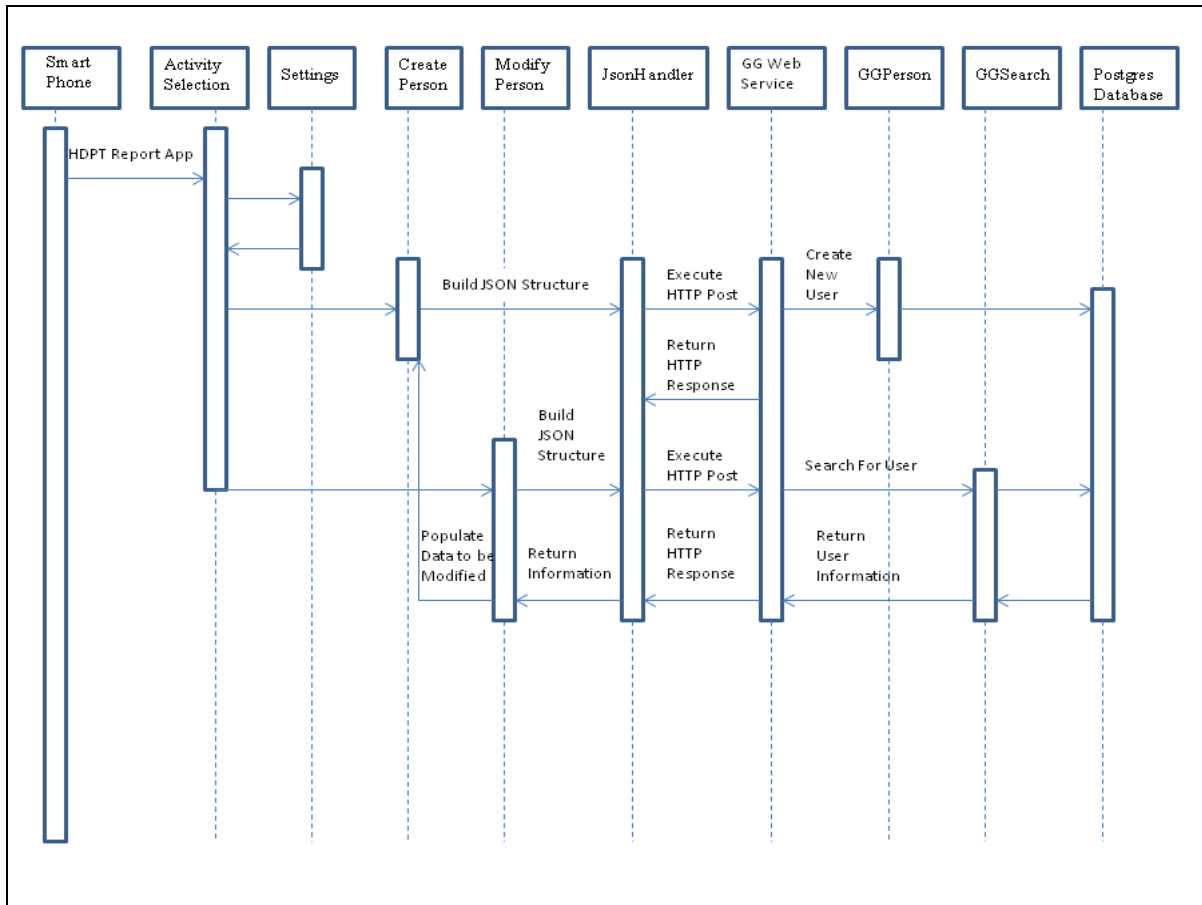 Smart
Phone
Activity
Selection
Settings
Create
Person
Modify
Person
JsonHandler
GG Web
Service
GGPerson
GGSearch
Postgres
Database
HDPT Report App
Build JSON Structure
Execute
HTTP Post
Create
New
User
Return
HTTP
Response
Build
JSON
Structure
Execute
HTTP Post
Search For User
Populate
Data to be
Modified
Return
Information
Return
HTTP
Response
Return
User
Information